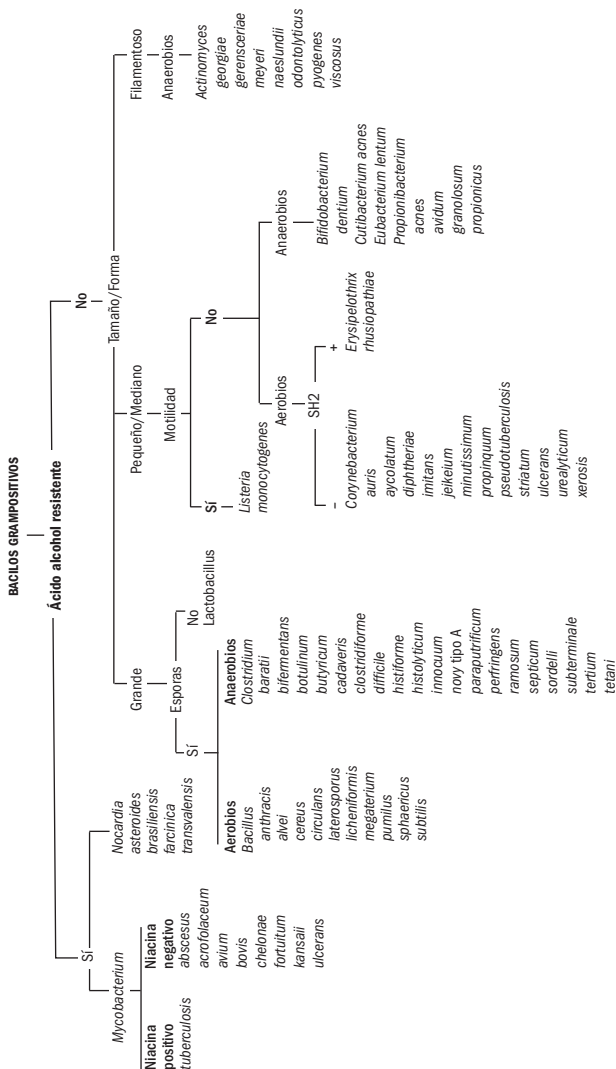 BACILOS GRAMPOSITIVOS
Ácido alcohol resistente
Sí
No
Mycobacterium
Niacina
positivo
tuberculosis
Niacina
negativo
abscesus
acrofolaceum
avium
bovis
chelonae
fortuitum
kansaii
ulcerans
Nocardia
asteroides
brasiliensis
farcinica
transvalensis
Tamaño/Forma
Grande
Esporas
Sí
No
Lactobacillus
Aerobios
Bacillus
anthracis
alvei
cereus
circulans
laterosporus
licheniformis
megaterium
pumilus
sphaericus
subtilis
Anaerobios
Clostridium
baratii
bifermentans
botulinum
butyricum
cadaveris
clostridiforme
difficile
histiforme
histolyticum
innocuum
novy tipo A
paraputrificum
perfringens
ramosum
septicum
sordelli
subterminale
tertium
tetani
Pequeño/Mediano
Motilidad
Sí
Listeria
monocytogenes
No
Aerobios
SH2
–
Corynebacterium
auris
aycolatum
diphtheriae
imitans
jeikeium
minutissimum
propinquum
pseudotuberculosis
striatum
ulcerans
urealyticum
xerosis
+
Erysipelothrix
rhusiopathiae
Anaerobios
Bifidobacterium
dentium
Cutibacterium acnes
Eubacterium lentum
Propionibacterium
acnes
avidum
granolosum
propionicus
Filamentoso
Anaerobios
Actinomyces
georgiae
gerensceriae
meyeri
naeslundii
odontolyticus
pyogenes
viscosus